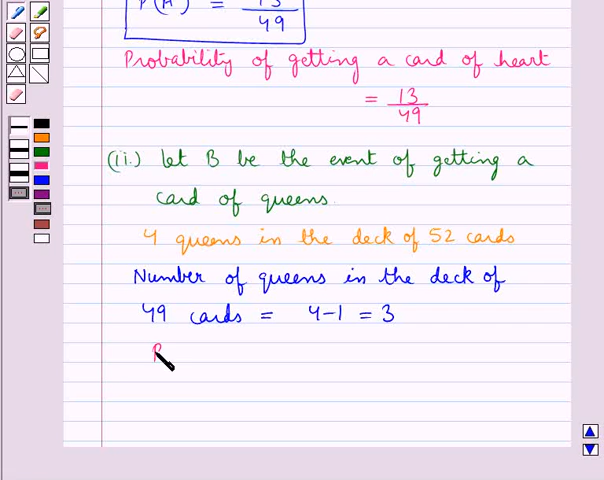 P(A) = 13
49
Probability of getting a card of heart
= 13
49
(ii.) let B be the event of getting a
card of queens.
4 queens in the deck of 52 cards
Number of queens in the deck of
49 cards = 4-1 = 3
P